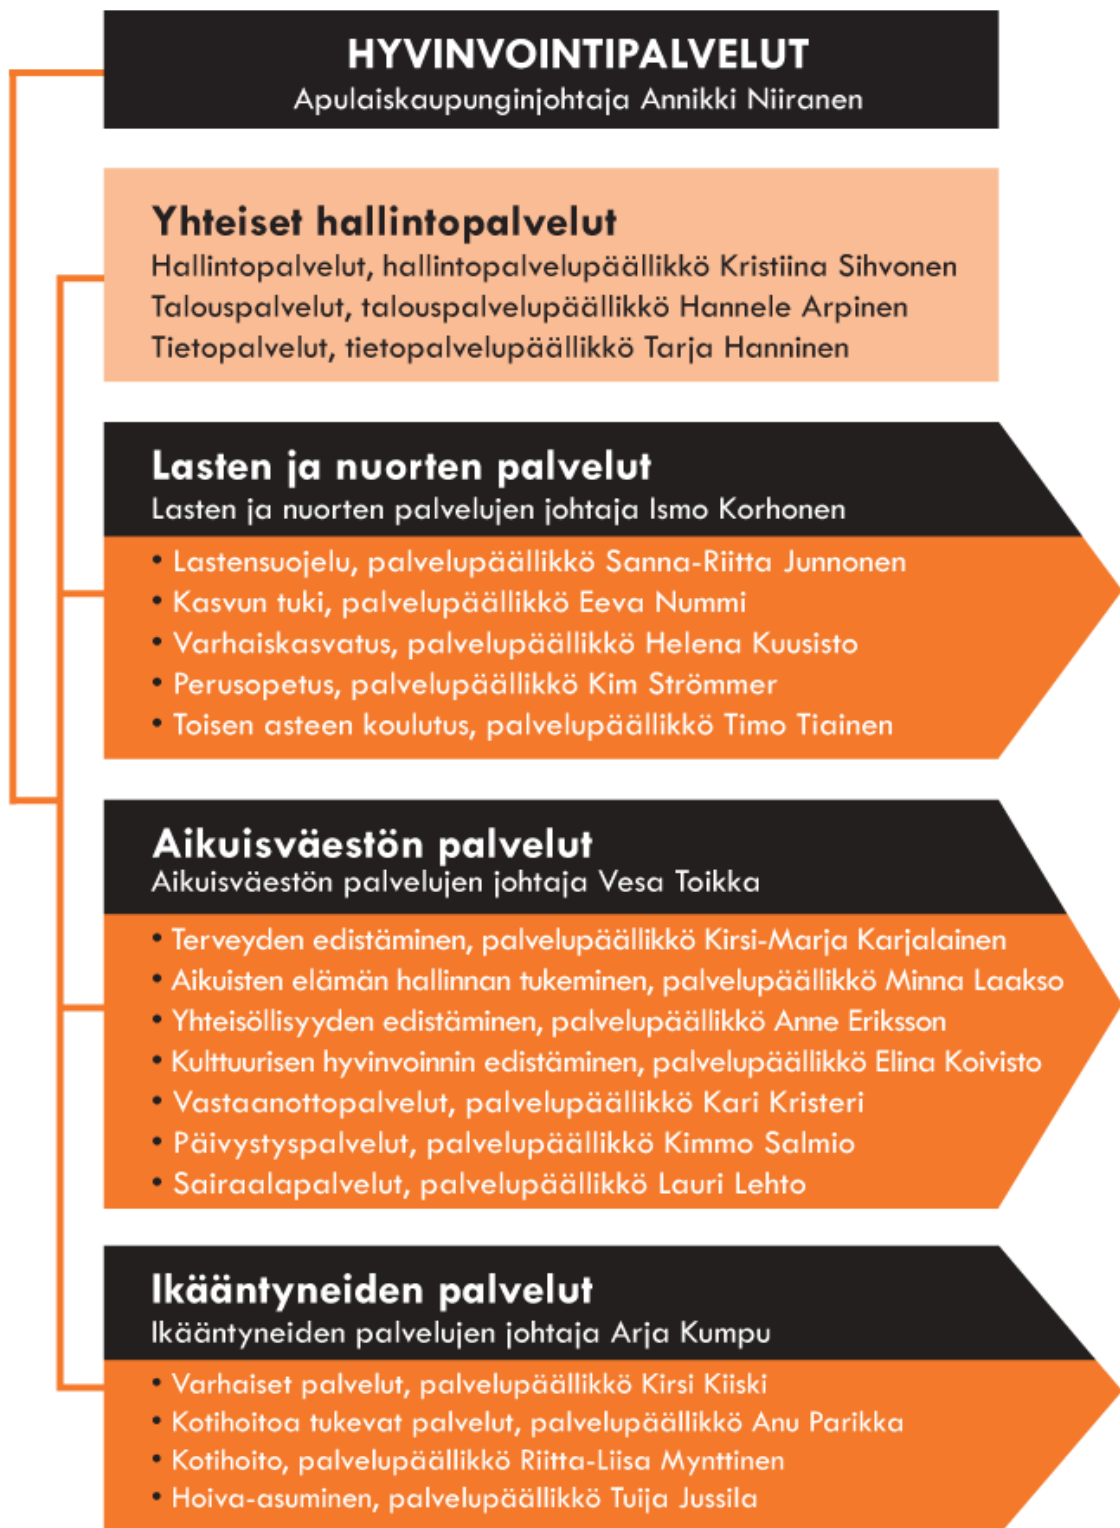 HYVINVOINTIPALVELUT
Apulaiskaupunginjohtaja Annikki Niiranen
Yhteiset hallintopalvelut
Hallintopalvelut, hallintopalvelupäällikkö Kristiina Sihvonen
Talouspalvelut, talouspalvelupäällikkö Hannele Arpinen
Tietopalvelut, tietopalvelupäällikkö Tarja Hanninen
Lasten ja nuorten palvelut
Lasten ja nuorten palvelujen johtaja Ismo Korhonen
• Lastensuojelu, palvelupäällikkö Sanna-Riitta Junnonen
• Kasvun tuki, palvelupäällikkö Eeva Nummi
• Varhaiskasvatus, palvelupäällikkö Helena Kuusisto
• Perusopetus, palvelupäällikkö Kim Strömmer
• Toisen asteen koulutus, palvelupäällikkö Timo Tiainen
Aikuisväestön palvelut
Aikuisväestön palvelujen johtaja Vesa Toikka
• Terveyden edistäminen, palvelupäällikkö Kirsi-Marja Karjalainen
• Aikuisten elämän hallinnan tukeminen, palvelupäällikkö Minna Laakso
• Yhteisöllisyyden edistäminen, palvelupäällikkö Anne Eriksson
• Kulttuurisen hyvinvoinnin edistäminen, palvelupäällikkö Elina Koivisto
• Vastaanottopalvelut, palvelupäällikkö Kari Kristeri
• Päivystyspalvelut, palvelupäällikkö Kimmo Salmio
• Sairaalapalvelut, palvelupäällikkö Lauri Lehto
Ikääntyneiden palvelut
Ikääntyneiden palvelujen johtaja Arja Kumpu
• Varhaiset palvelut, palvelupäällikkö Kirsi Kiiski
• Kotihoitoa tukevat palvelut, palvelupäällikkö Anu Parikka
• Kotihoito, palvelupäällikkö Riitta-Liisa Mynttinen
• Hoiva-asuminen, palvelupäällikkö Tuija Jussila